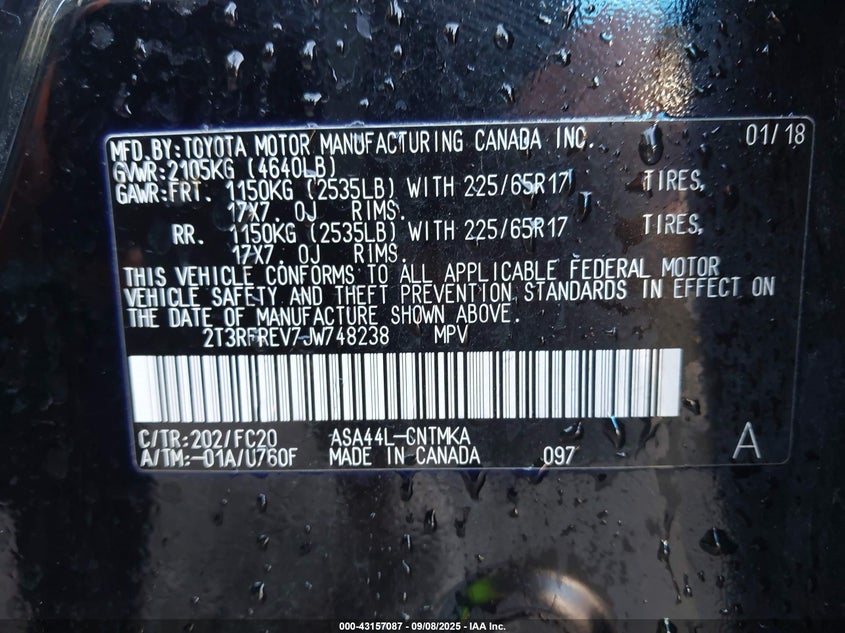 MFD.BY:TOYOTA MOTOR MANUFACTURING CANADA INC. 01/18
GVWR:2105KG (4640LB)
GAWR:FRT. 1150KG (2535LB) WITH 225/65R17 TIRES,
17X7.0J RIMS.
RR. 1150KG (2535LB) WITH 225/65R17 TIRES,
17X7.0J RIMS.
THIS VEHICLE CONFORMS TO ALL APPLICABLE FEDERAL MOTOR
VEHICLE SAFETY AND THEFT PREVENTION STANDARDS IN EFFECT ON
THE DATE OF MANUFACTURE SHOWN ABOVE.
2T3RFREV7JW748238 MPV
C/TR:202/FC20 ASA44L-CNTMKA
A/TM:-01A/U760F MADE IN CANADA 097 A
000-43157087 - 09/08/2025 - IAA Inc.